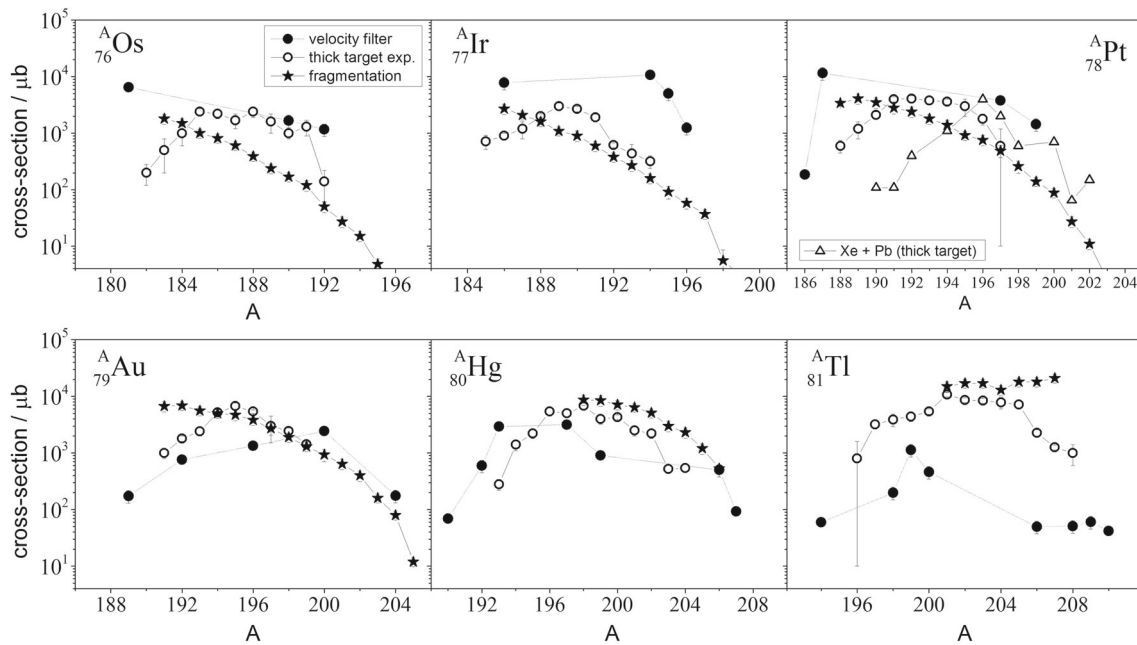 10^5
10^4
10^3
10^2
10^1
cross-section / μb
^A_76Os
velocity filter
thick target exp.
fragmentation
180 184 188 192 196
A
^A_77Ir
184 188 192 196 200
A
^A_78Pt
Xe + Pb (thick target)
186 188 190 192 194 196 198 200 202 204
A
10^5
10^4
10^3
10^2
10^1
cross-section / μb
^A_79Au
188 192 196 200 204
A
^A_80Hg
192 196 200 204 208
A
^A_81Tl
196 200 204 208
A